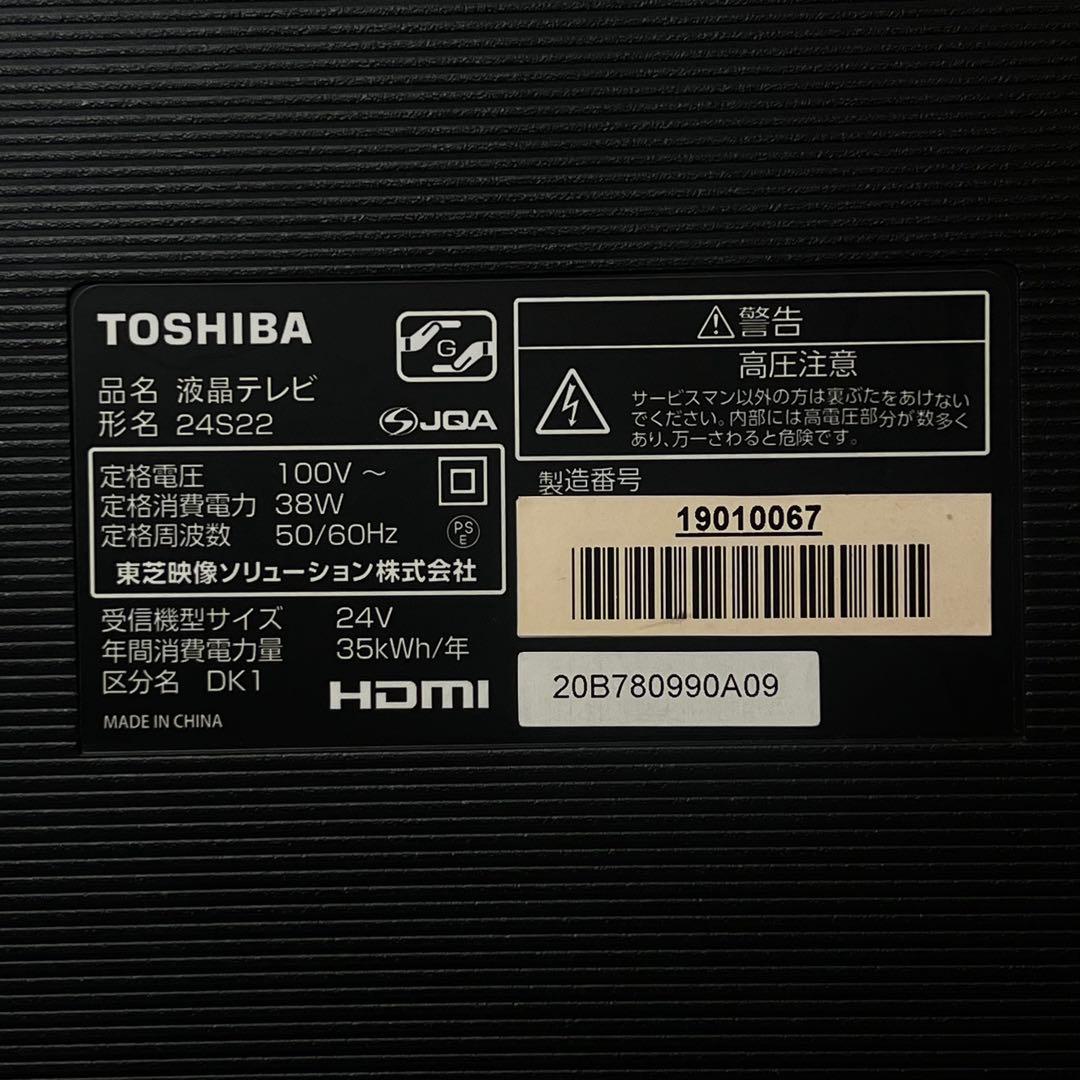 TOSHIBA
G
品名 液晶テレビ
形名 24S22
JQA
定格電圧 100V ～
定格消費電力 38W
定格周波数 50/60Hz
PS
E
東芝映像ソリューション株式会社
受信機型サイズ 24V
年間消費電力量 35kWh/年
区分名 DK1
HDMI
MADE IN CHINA
警告
高圧注意
サービスマン以外の方は裏ぶたをあけない
でください。内部には高電圧部分が数多く
あり、万一さわると危険です。
製造番号
19010067
20B780990A09